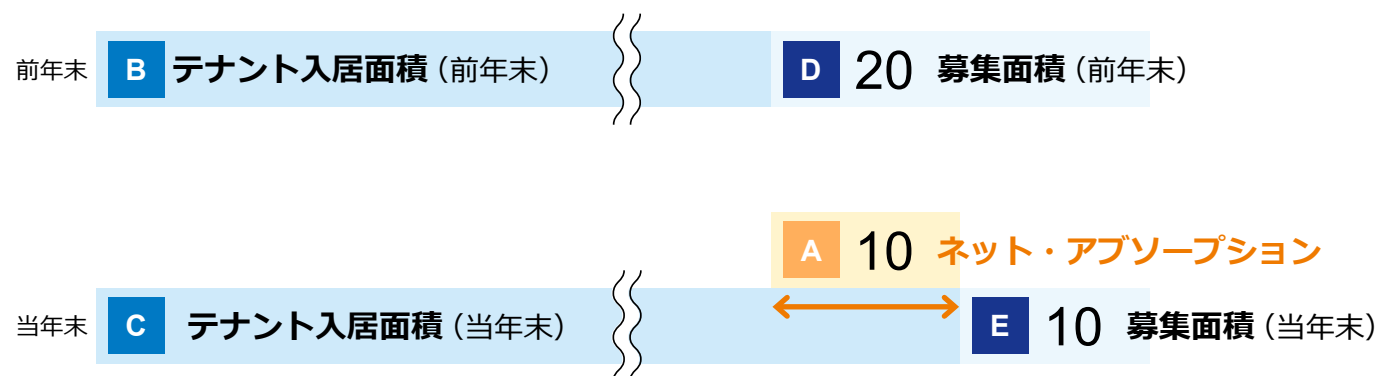 前年末 B テナント入居面積（前年末） D 20 募集面積（前年末）
A 10 ネット・アブソープション
当年末 C テナント入居面積（当年末） E 10 募集面積（当年末）